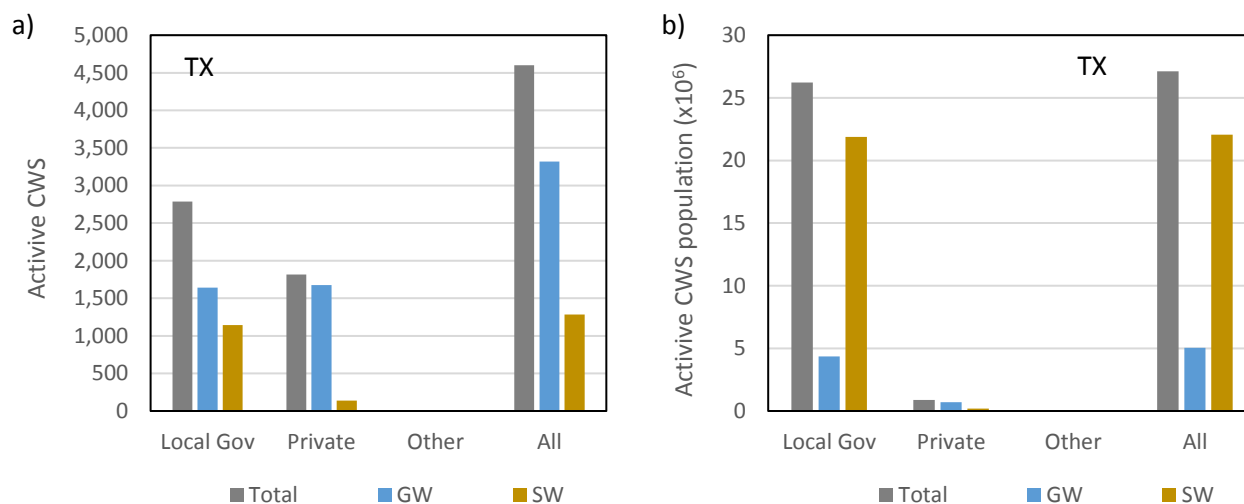 a)
TX
Activive CWS
5,000
4,500
4,000
3,500
3,000
2,500
2,000
1,500
1,000
500
0
Local Gov Private Other All
Total GW SW
b)
TX
Activive CWS population (x10⁶)
30
25
20
15
10
5
0
Local Gov Private Other All
Total GW SW